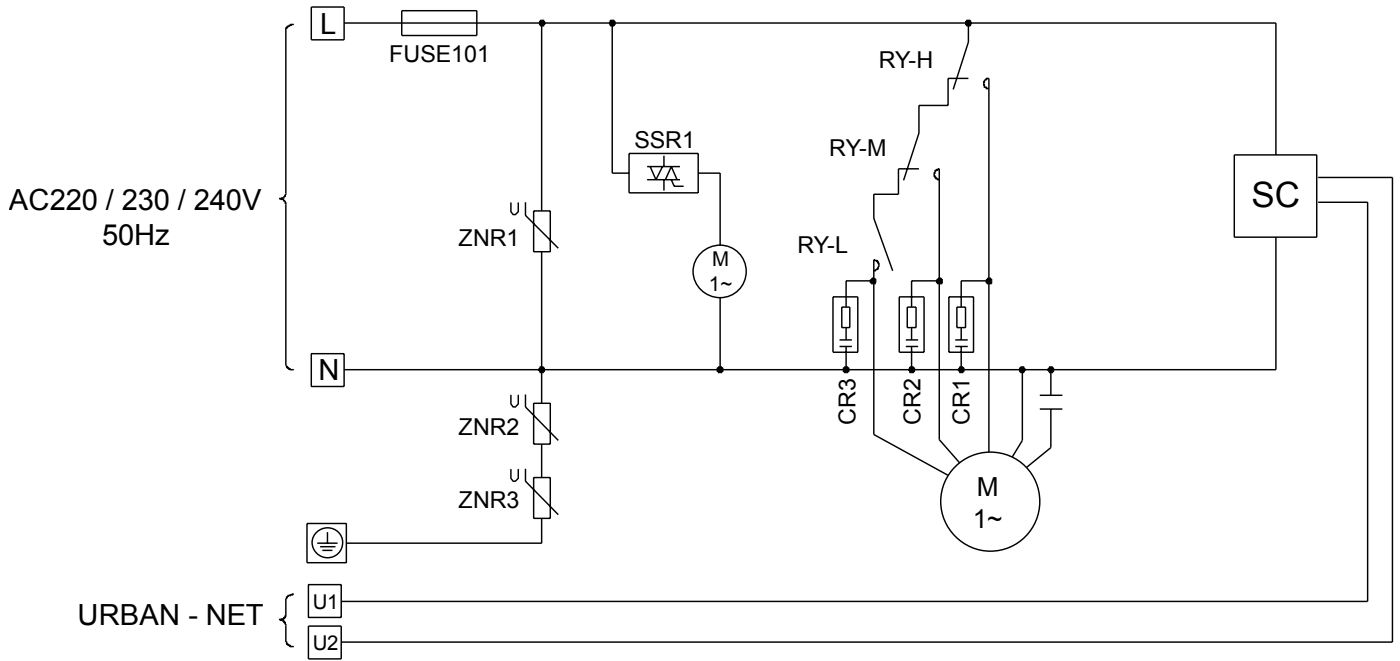 L
FUSE101
RY-H
SSR1
RY-M
AC220 / 230 / 240V
50Hz
SC
U
ZNR1
RY-L
M
1~
N
CR3
CR2
CR1
U
ZNR2
U
ZNR3
M
1~
URBAN - NET
U1
U2